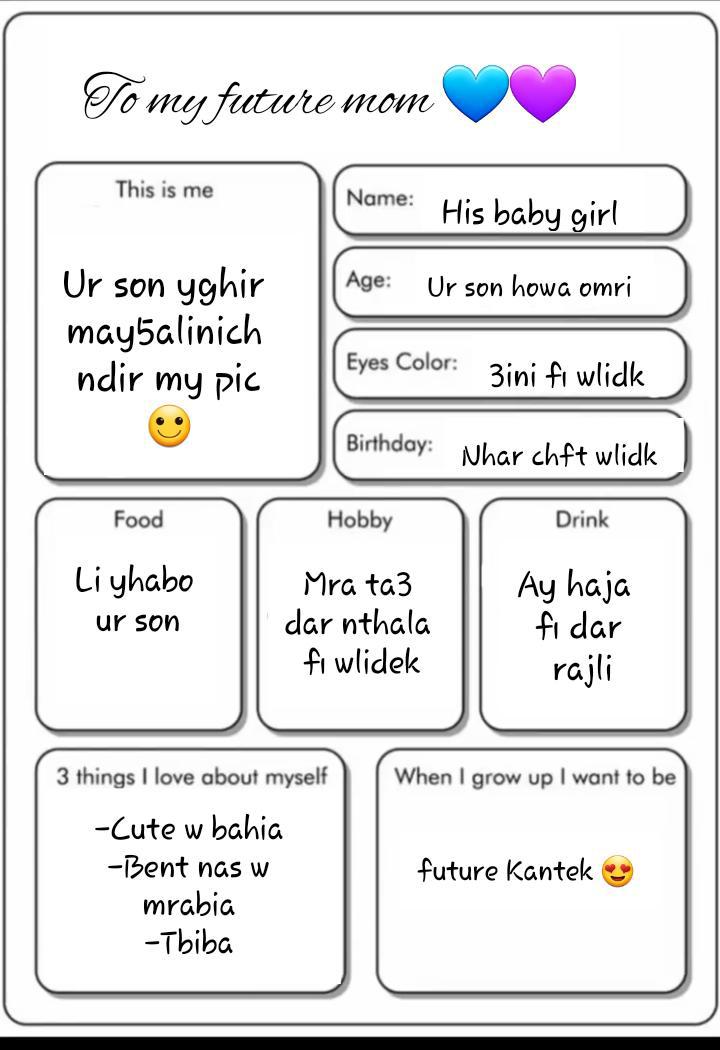 To my future mom 💙💜
This is me
Ur son yghir
may5alinich
ndir my pic
🙂
Name: His baby girl
Age: Ur son howa omri
Eyes Color: 3ini fi wlidk
Birthday: Nhar chft wlidk
Food
Li yhabo
ur son
Hobby
Mra ta3
dar nthala
fi wlidek
Drink
Ay haja
fi dar
rajli
3 things I love about myself
-Cute w bahia
-Bent nas w
mrabia
-Tbiba
When I grow up I want to be
future Kantek 😍